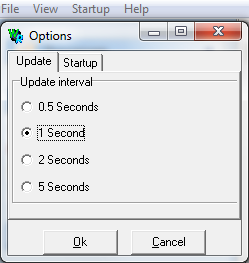 File View Startup Help
Options
Update Startup
Update interval
0.5 Seconds
1 Second
2 Seconds
5 Seconds
Ok Cancel